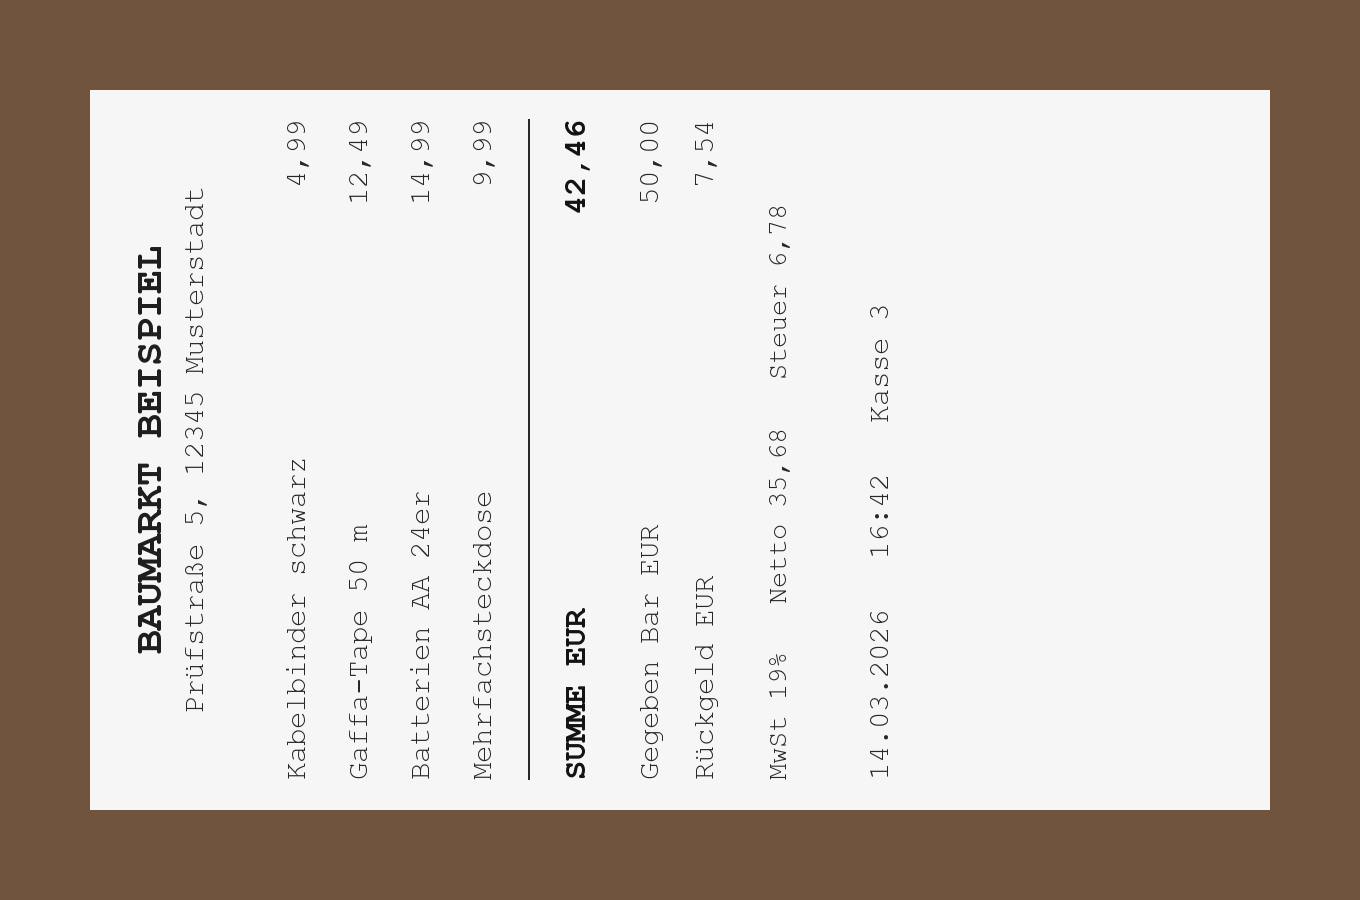 BAUMARKT BEISPIEL
Prüfstraße 5, 12345 Musterstadt
Kabelbinder schwarz 4,99
Gaffa-Tape 50 m 12,49
Batterien AA 24er 14,99
Mehrfachsteckdose 9,99
SUMME EUR 42,46
Gegeben Bar EUR 50,00
Rückgeld EUR 7,54
MwSt 19% Netto 35,68 Steuer 6,78
14.03.2026 16:42 Kasse 3